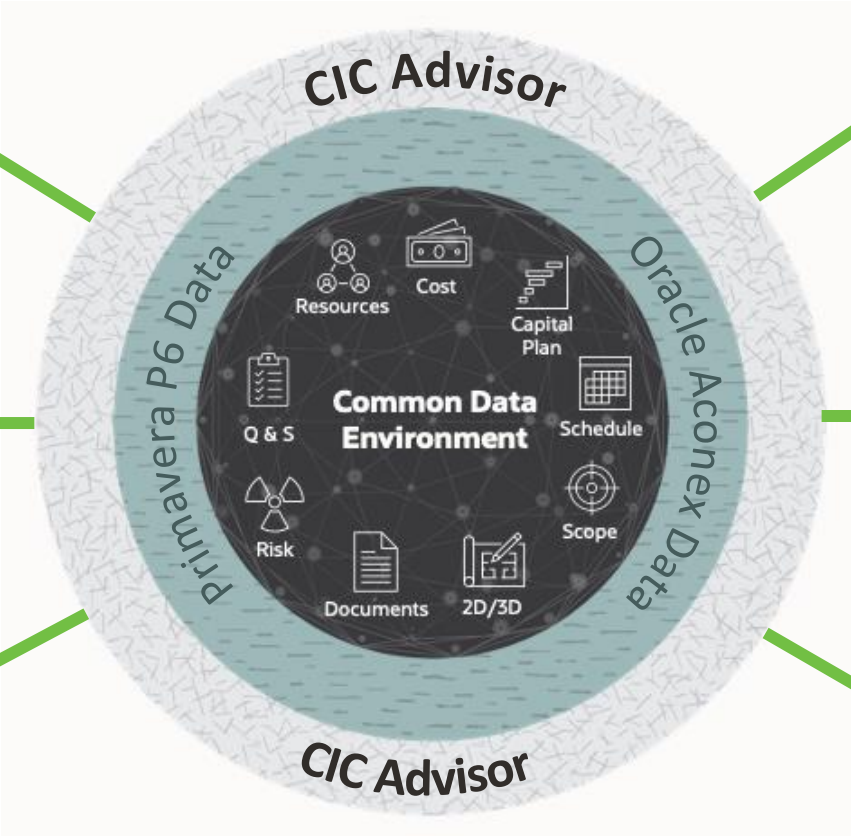 CIC Advisor
Primavera P6 Data
Oracle Aconex Data
Cost
Resources
Capital
Plan
Common Data
Environment
Q & S
Schedule
Scope
Risk
Documents
2D/3D
CIC Advisor